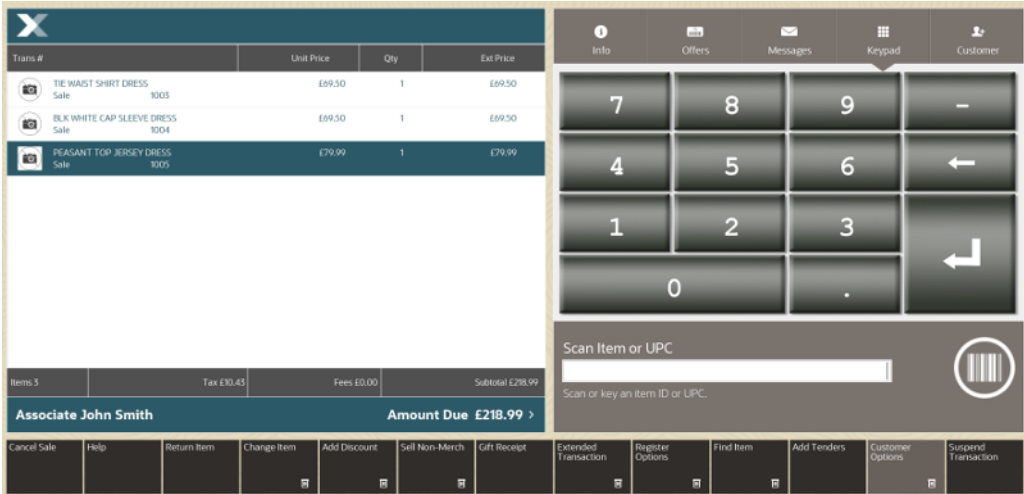 X
Trans # Unit Price Qty Ext Price
TIE WAIST SHIRT DRESS £69.50 1 £69.50
Sale 1003
BLK WHITE CAP SLEEVE DRESS £69.50 1 £69.50
Sale 1004
PEASANT TOP JERSEY DRESS £79.99 1 £79.99
Sale 1005
Items 3 Tax £10.43 Fees £0.00 Subtotal £218.99
Associate John Smith Amount Due £218.99 >
Info Offers Messages Keypad Customer
7 8 9 -
4 5 6 ←
1 2 3
0 .
Scan Item or UPC
Scan or key an item ID or UPC.
Cancel Sale Help Return Item Change Item Add Discount Sell Non-Merch Gift Receipt Extended Transaction Register Options Find Item Add Tenders Customer Options Suspend Transaction